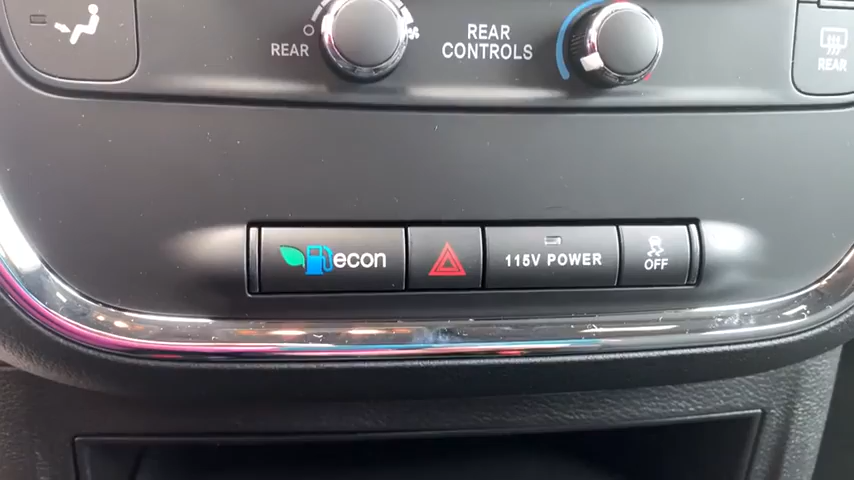 REAR
REAR
CONTROLS
REAR
econ
115V POWER
OFF